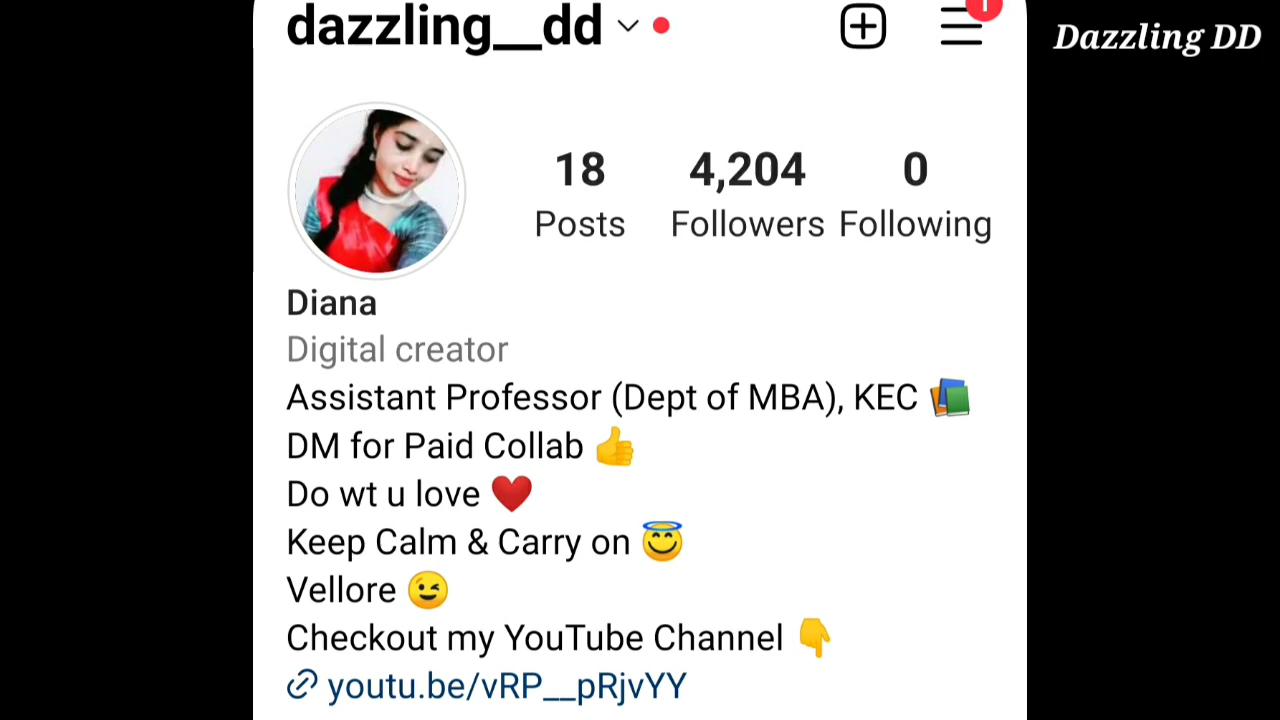 dazzling__dd
Dazzling DD
18 4,204 0
Posts Followers Following
Diana
Digital creator
Assistant Professor (Dept of MBA), KEC 📚
DM for Paid Collab 👍
Do wt u love ❤️
Keep Calm & Carry on 😇
Vellore 😉
Checkout my YouTube Channel 👇
youtu.be/vRP__pRjvYY